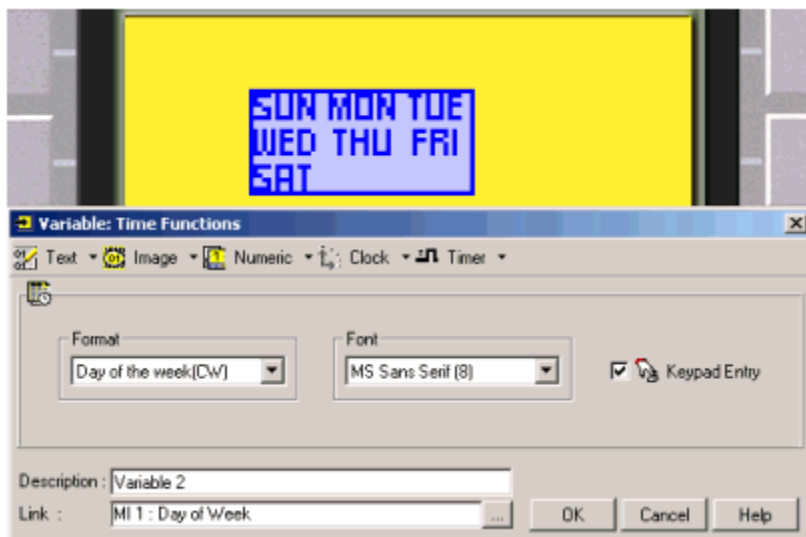 SUN MON TUE
WED THU FRI
SAT
Variable: Time Functions
Text Image Numeric Clock Timer
Format Font
Day of the week(CW) MS Sans Serif (8) Keypad Entry
Description : Variable 2
Link : MI 1 : Day of Week ... OK Cancel Help